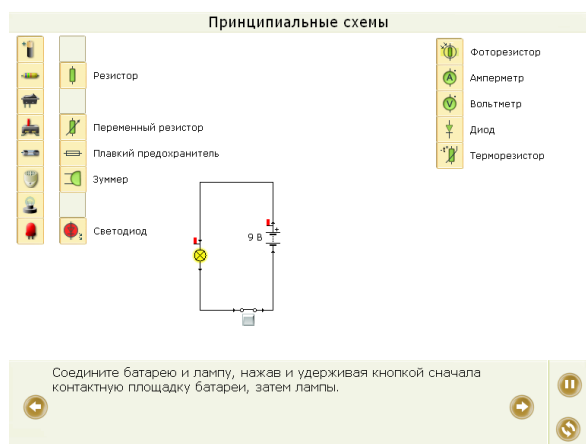 Принципиальные схемы
Резистор
Переменный резистор
Плавкий предохранитель
Зуммер
Светодиод
Фоторезистор
A Амперметр
V Вольтметр
Диод
-t° Терморезистор
9 В
Соедините батарею и лампу, нажав и удерживая кнопкой сначала
контактную площадку батареи, затем лампы.